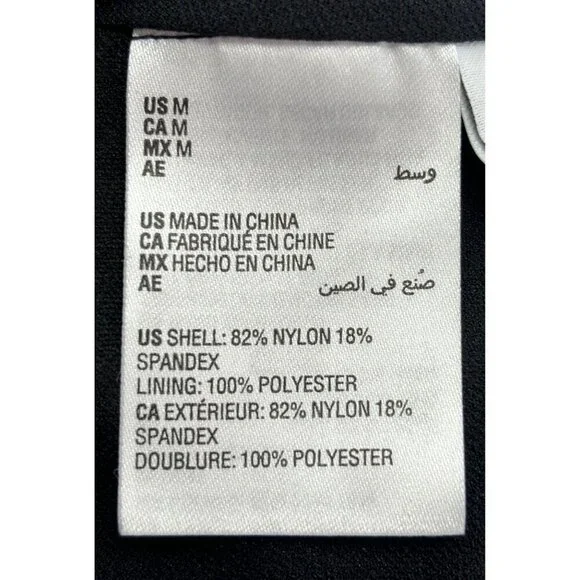 US M
CA M
MX M
AE وسط
US MADE IN CHINA
CA FABRIQUÉ EN CHINE
MX HECHO EN CHINA
AE صُنع في الصين
US SHELL: 82% NYLON 18%
SPANDEX
LINING: 100% POLYESTER
CA EXTÉRIEUR: 82% NYLON 18%
SPANDEX
DOUBLURE: 100% POLYESTER